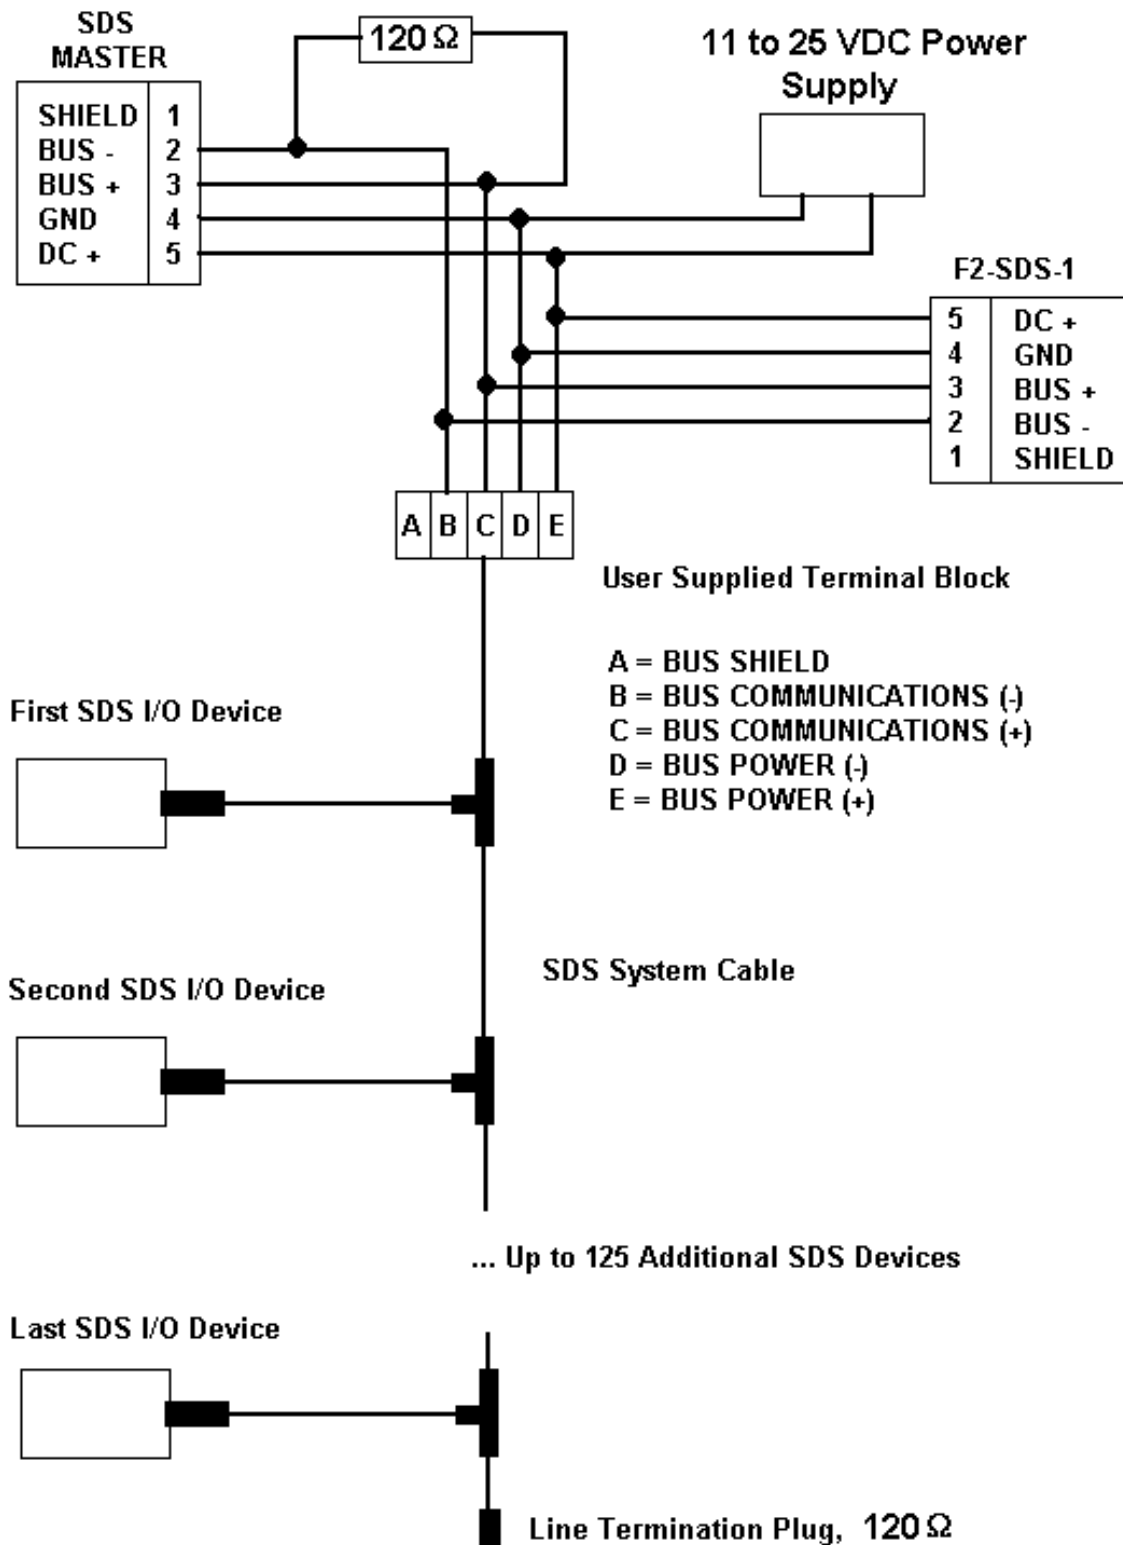 SDS
MASTER
120 Ω
11 to 25 VDC Power
Supply
SHIELD 1
BUS - 2
BUS + 3
GND 4
DC + 5
F2-SDS-1
5 DC +
4 GND
3 BUS +
2 BUS -
1 SHIELD
A B C D E
User Supplied Terminal Block
A = BUS SHIELD
B = BUS COMMUNICATIONS (-)
C = BUS COMMUNICATIONS (+)
D = BUS POWER (-)
E = BUS POWER (+)
First SDS I/O Device
SDS System Cable
Second SDS I/O Device
... Up to 125 Additional SDS Devices
Last SDS I/O Device
Line Termination Plug, 120 Ω